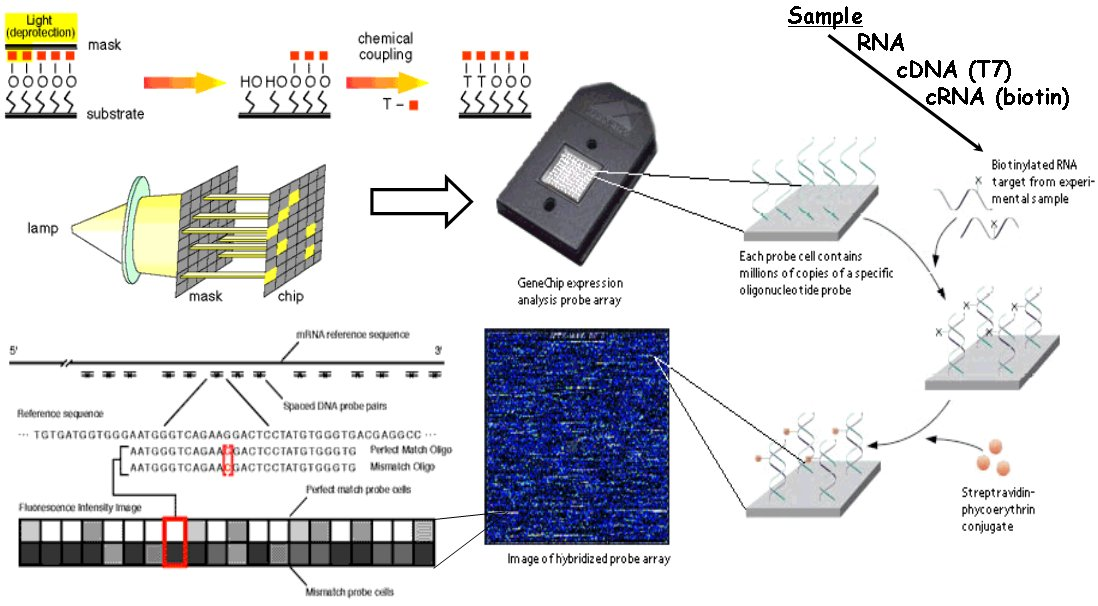 Light
(deprotection)
mask
O O O O O
substrate
HO HO O O O
chemical
coupling
T –
T T O O O
Sample
RNA
cDNA (T7)
cRNA (biotin)
lamp
mask
chip
GeneChip expression
analysis probe array
Each probe cell contains
millions of copies of a specific
oligonucleotide probe
Biotinylated RNA
target from experi-
mental sample
x
x
x
x
x
x
mRNA reference sequence
5'
3'
Spaced DNA probe pairs
Reference sequence
··· TGTGATGGTGGGAATGGGTCAGAAGGACTCCTATGTGGGTGACGAGGCC ···
AATGGGTCAGAAGGACTCCTATGTGGGTG
Perfect Match Oligo
AATGGGTCAGAACGACTCCTATGTGGGTG
Mismatch Oligo
Perfect match probe cells
Fluorescence Intensity Image
Mismatch probe cells
Image of hybridized probe array
Streptravidin-
phycoerythrin
conjugate